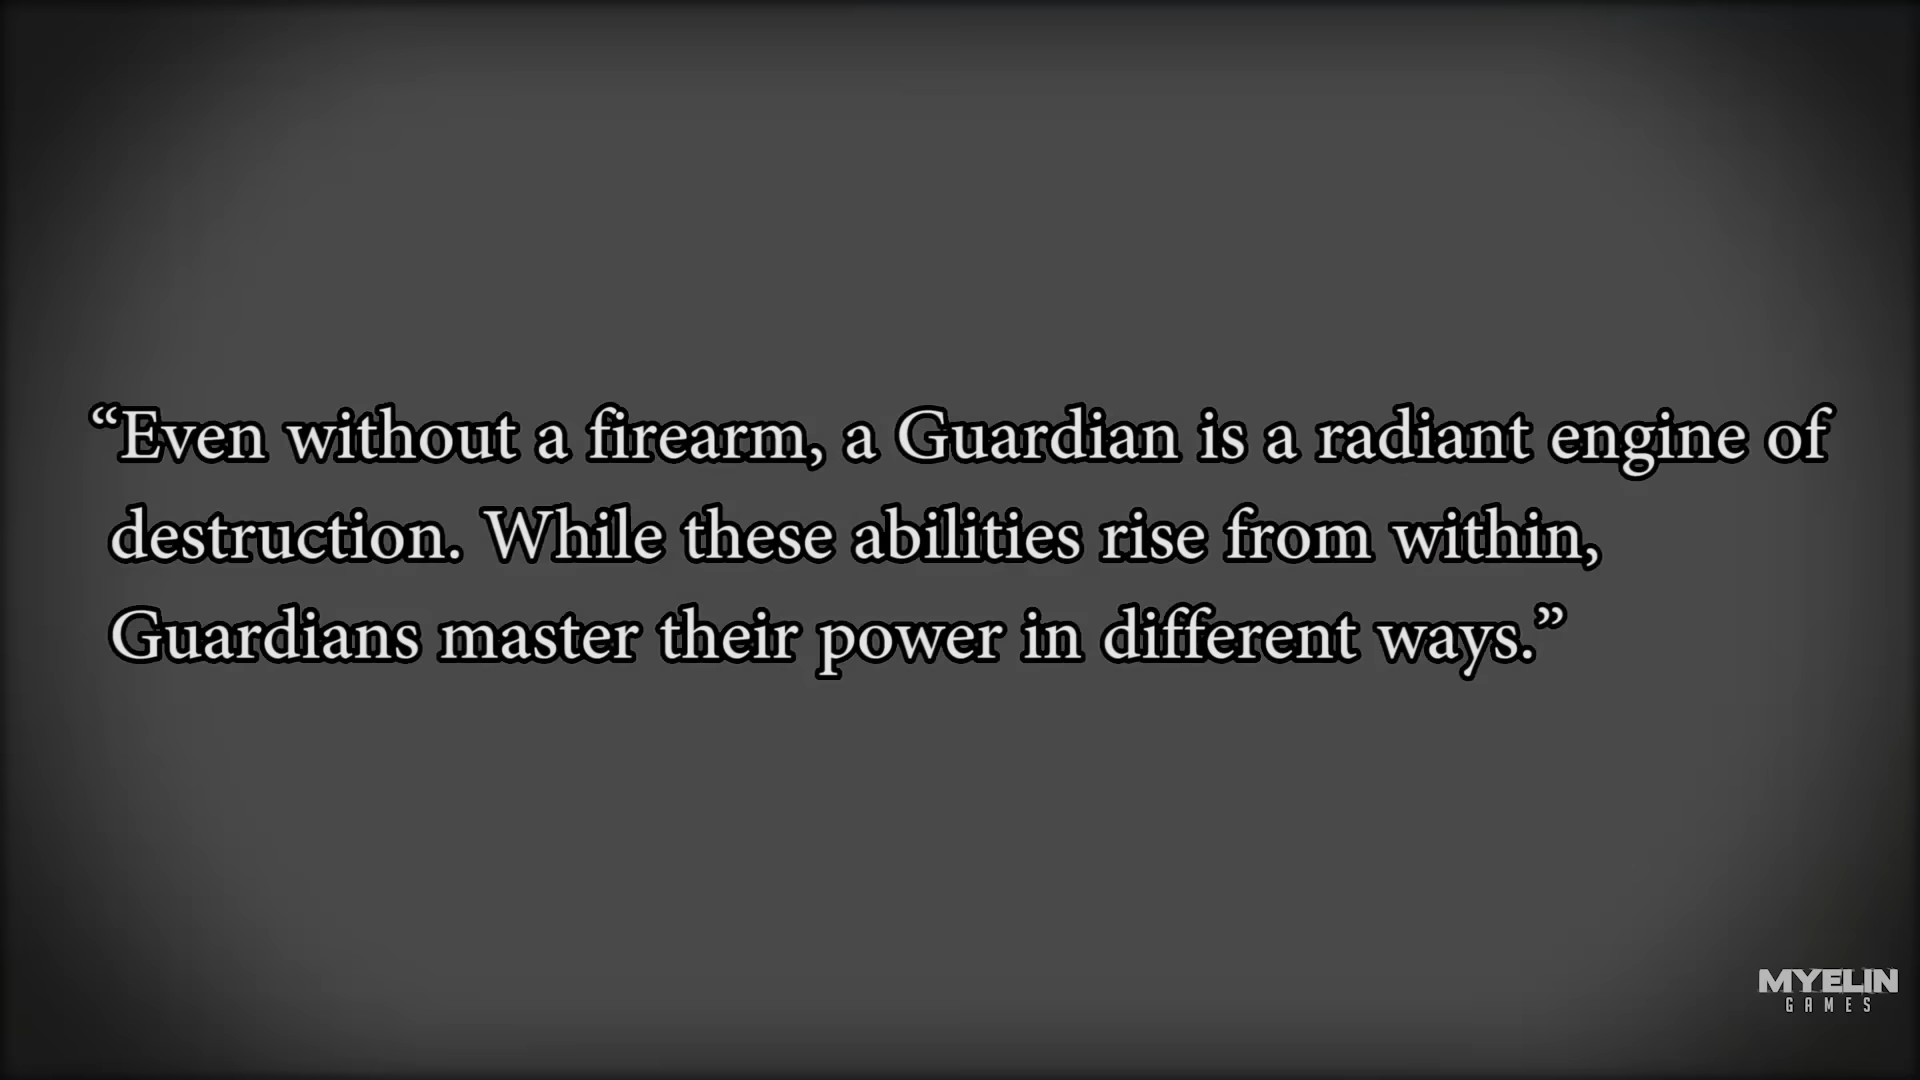 “Even without a firearm, a Guardian is a radiant engine of
destruction. While these abilities rise from within,
Guardians master their power in different ways.”
MYELIN
GAMES